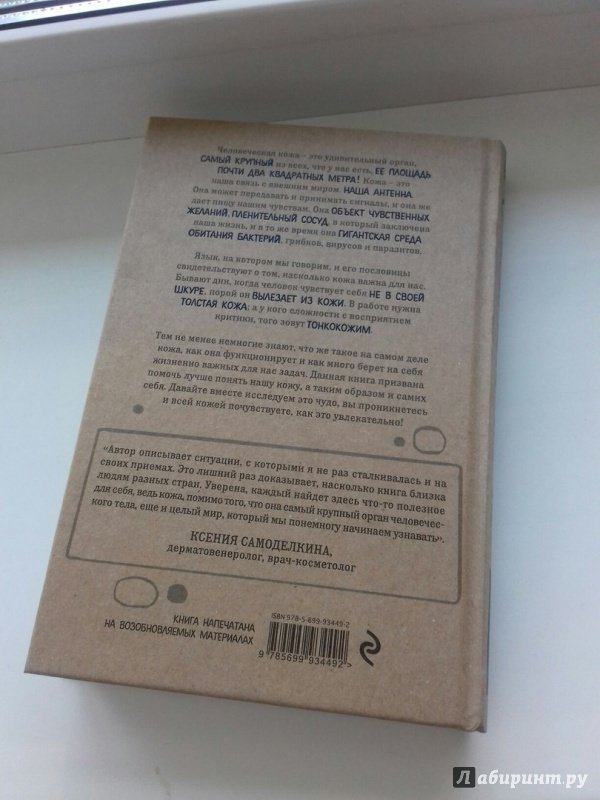 Человеческая кожа – это удивительный орган,
САМЫЙ КРУПНЫЙ из всех, что у нас есть. ЕЕ ПЛОЩАДЬ
ПОЧТИ ДВА КВАДРАТНЫХ МЕТРА! Кожа – это
наша связь с внешним миром. НАША АНТЕННА.
Она может передавать и принимать сигналы, и она же
дает пищу нашим чувствам. Она ОБЪЕКТ ЧУВСТВЕННЫХ
ЖЕЛАНИЙ, ПЛЕНИТЕЛЬНЫЙ СОСУД, в который заключена
наша жизнь, и в то же время она ГИГАНТСКАЯ СРЕДА
ОБИТАНИЯ БАКТЕРИЙ, грибков, вирусов и паразитов.
Язык, на котором мы говорим, и его пословицы
свидетельствуют о том, насколько кожа важна для нас.
Бывают дни, когда человек чувствует себя НЕ В СВОЕЙ
ШКУРЕ, порой он ВЫЛЕЗАЕТ ИЗ КОЖИ. В работе нужна
ТОЛСТАЯ КОЖА; а у кого сложности с восприятием
критики, того зовут ТОНКОКОЖИМ.
Тем не менее немногие знают, что же такое на самом деле
кожа, как она функционирует и как много берет на себя
жизненно важных для нас задач. Данная книга призвана
помочь лучше понять нашу кожу, а таким образом и самих
себя. Давайте вместе исследуем это чудо, вы проникнетесь
и всей кожей почувствуете, как это увлекательно!
«Автор описывает ситуации, с которыми я не раз сталкивалась и на
своих приемах. Это лишний раз доказывает, насколько книга близка
людям разных стран. Уверена, каждый найдет здесь что-то полезное
для себя, ведь кожа, помимо того, что она самый крупный орган человечес-
кого тела, еще и целый мир, который мы понемногу начинаем узнавать».
КСЕНИЯ САМОДЕЛКИНА,
дерматовенеролог, врач-косметолог
КНИГА НАПЕЧАТАНА
НА ВОЗОБНОВЛЯЕМЫХ МАТЕРИАЛАХ
ISBN 978-5-699-93449-2
9 785699 934492 >
Лабиринт.ру